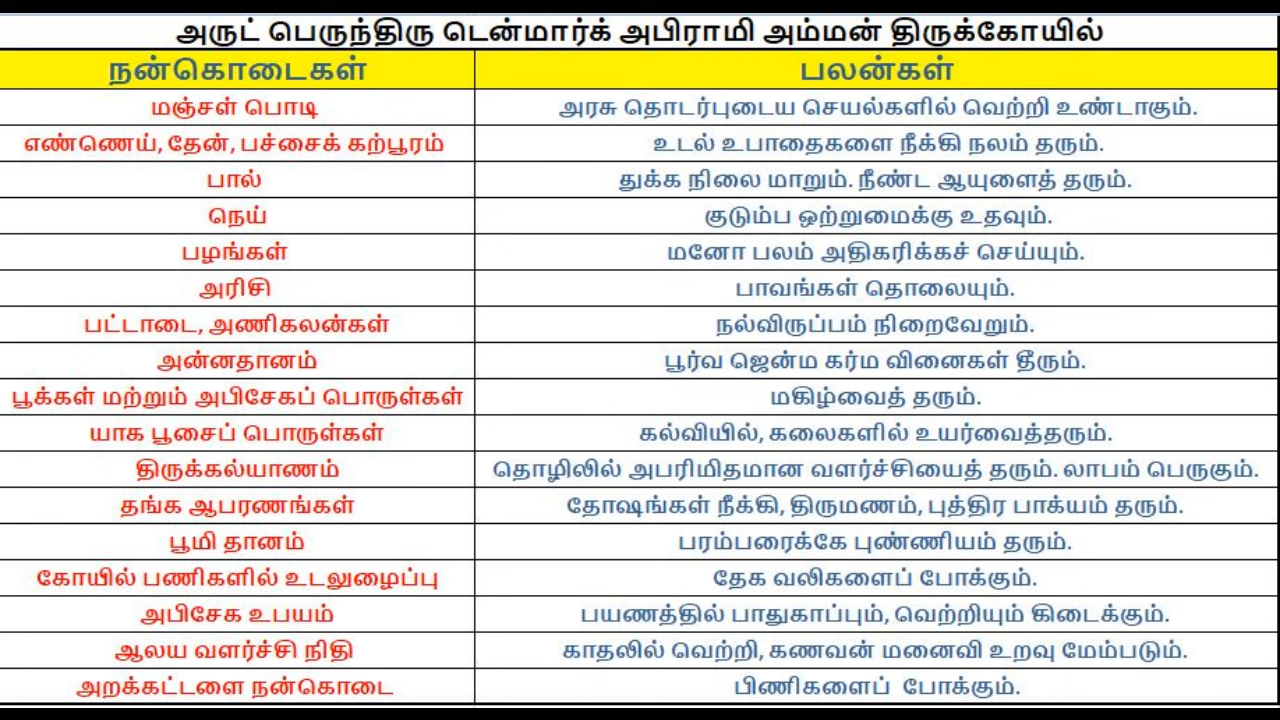 அருட் பெருந்திரு டென்மார்க் அபிராமி அம்மன் திருக்கோயில்
நன்கொடைகள் பலன்கள்
மஞ்சள் பொடி அரசு தொடர்புடைய செயல்களில் வெற்றி உண்டாகும்.
எண்ணெய், தேன், பச்சைக் கற்பூரம் உடல் உபாதைகளை நீக்கி நலம் தரும்.
பால் துக்க நிலை மாறும். நீண்ட ஆயுளைத் தரும்.
நெய் குடும்ப ஒற்றுமைக்கு உதவும்.
பழங்கள் மனோ பலம் அதிகரிக்கச் செய்யும்.
அரிசி பாவங்கள் தொலையும்.
பட்டாடை, அணிகலன்கள் நல்விருப்பம் நிறைவேறும்.
அன்னதானம் பூர்வ ஜென்ம கர்ம வினைகள் தீரும்.
பூக்கள் மற்றும் அபிசேகப் பொருள்கள் மகிழ்வைத் தரும்.
யாக பூசைப் பொருள்கள் கல்வியில், கலைகளில் உயர்வைத்தரும்.
திருக்கல்யாணம் தொழிலில் அபரிமிதமான வளர்ச்சியைத் தரும். லாபம் பெருகும்.
தங்க ஆபரணங்கள் தோஷங்கள் நீக்கி, திருமணம், புத்திர பாக்யம் தரும்.
பூமி தானம் பரம்பரைக்கே புண்ணியம் தரும்.
கோயில் பணிகளில் உடலுழைப்பு தேக வலிகளைப் போக்கும்.
அபிசேக உபயம் பயணத்தில் பாதுகாப்பும், வெற்றியும் கிடைக்கும்.
ஆலய வளர்ச்சி நிதி காதலில் வெற்றி, கணவன் மனைவி உறவு மேம்படும்.
அறக்கட்டளை நன்கொடை பிணிகளைப் போக்கும்.